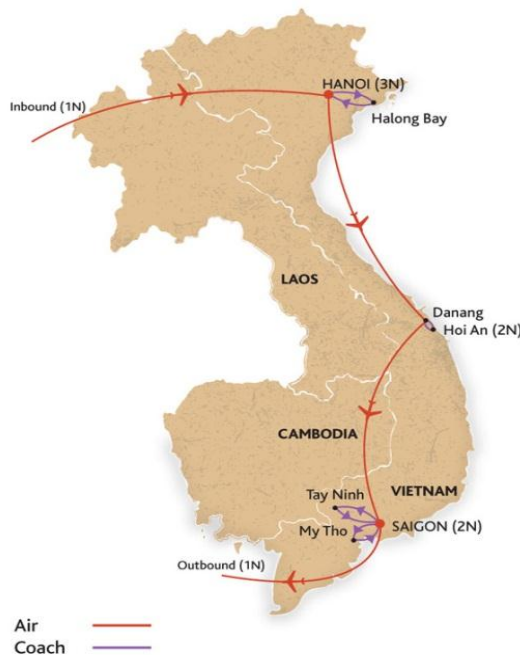 HANOI (3N)
Inbound (1N)
Halong Bay
LAOS
Danang
Hoi An (2N)
CAMBODIA
Tay Ninh
VIETNAM
SAIGON (2N)
My Tho
Outbound (1N)
Air
Coach